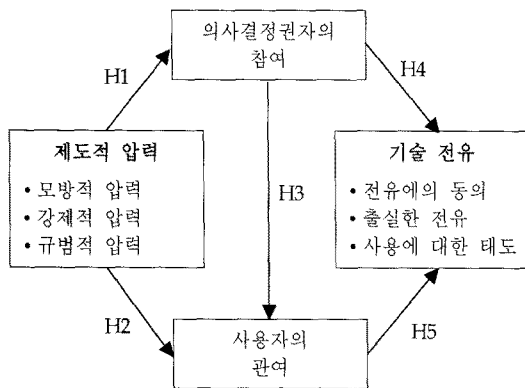 의사결정권자의
참여
H1
H4
제도적 압력
• 모방적 압력
• 강제적 압력
• 규범적 압력
H3
기술 전유
• 전유에의 동의
• 출실한 전유
• 사용에 대한 태도
H2
H5
사용자의
관여